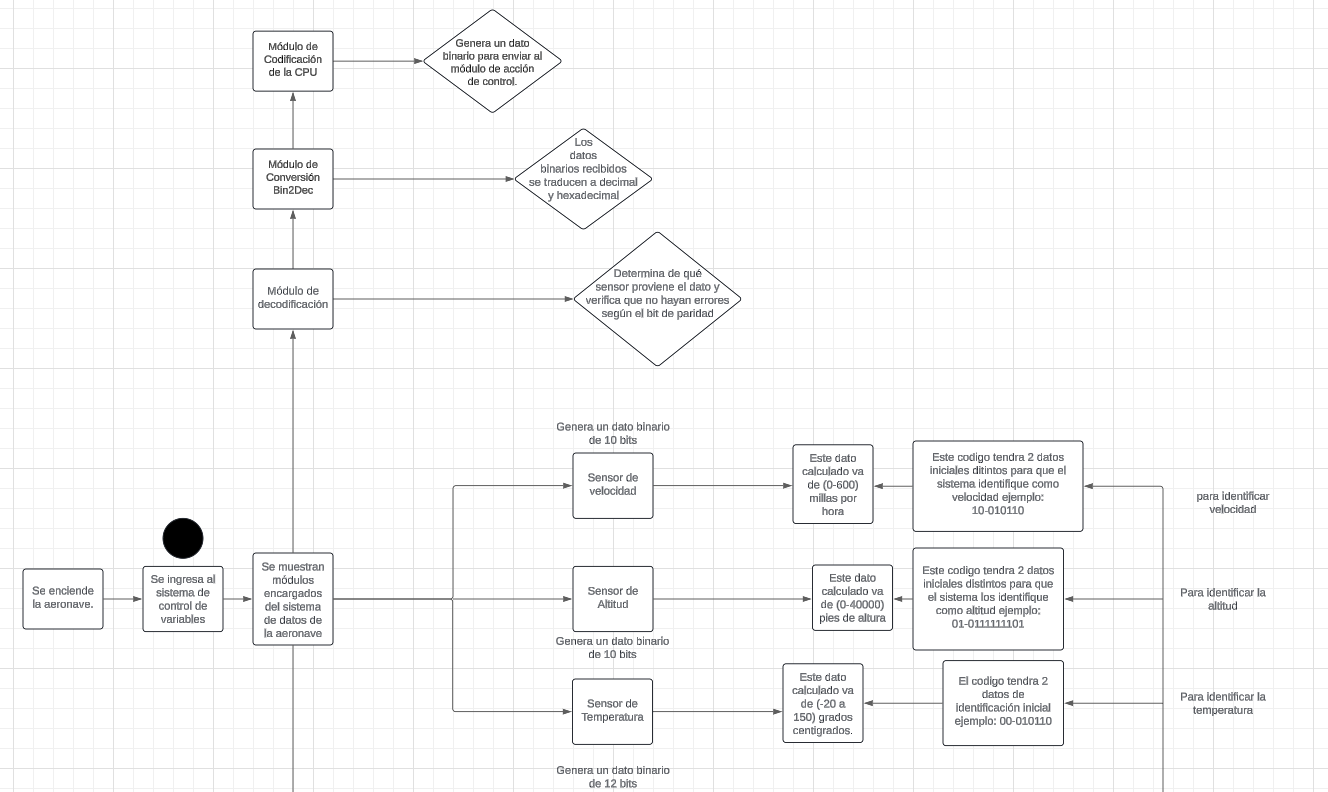 Módulo de
Codificación
de la CPU
Genera un dato
binario para enviar al
módulo de acción
de control.
Módulo de
Conversión
Bin2Dec
Los
datos
binarios recibidos
se traducen a decimal
y hexadecimal
Módulo de
decodificación
Determina de qué
sensor proviene el dato y
verifica que no hayan errores
según el bit de paridad
Genera un dato binario
de 10 bits
Sensor de
velocidad
Este dato
calculado va
de (0-600)
millas por
hora
Este codigo tendra 2 datos
iniciales ditintos para que el
sistema identifique como
velocidad ejemplo:
10-010110
para identificar
velocidad
Se enciende
la aeronave.
Se ingresa al
sistema de
control de
variables
Se muestran
módulos
encargados
del sistema
de datos de
la aeronave
Sensor de
Altitud
Genera un dato binario
de 10 bits
Este dato
calculado va
de (0-40000)
pies de altura
Este codigo tendra 2 datos
iniciales distintos para que
el sistema los identifique
como altitud ejemplo:
01-0111111101
Para identificar la
altitud
Sensor de
Temperatura
Este dato
calculado va
de (-20 a
150) grados
centigrados.
El codigo tendra 2
datos de
identificación inicial
ejemplo: 00-010110
Para identificar la
temperatura
Genera un dato binario
de 12 bits